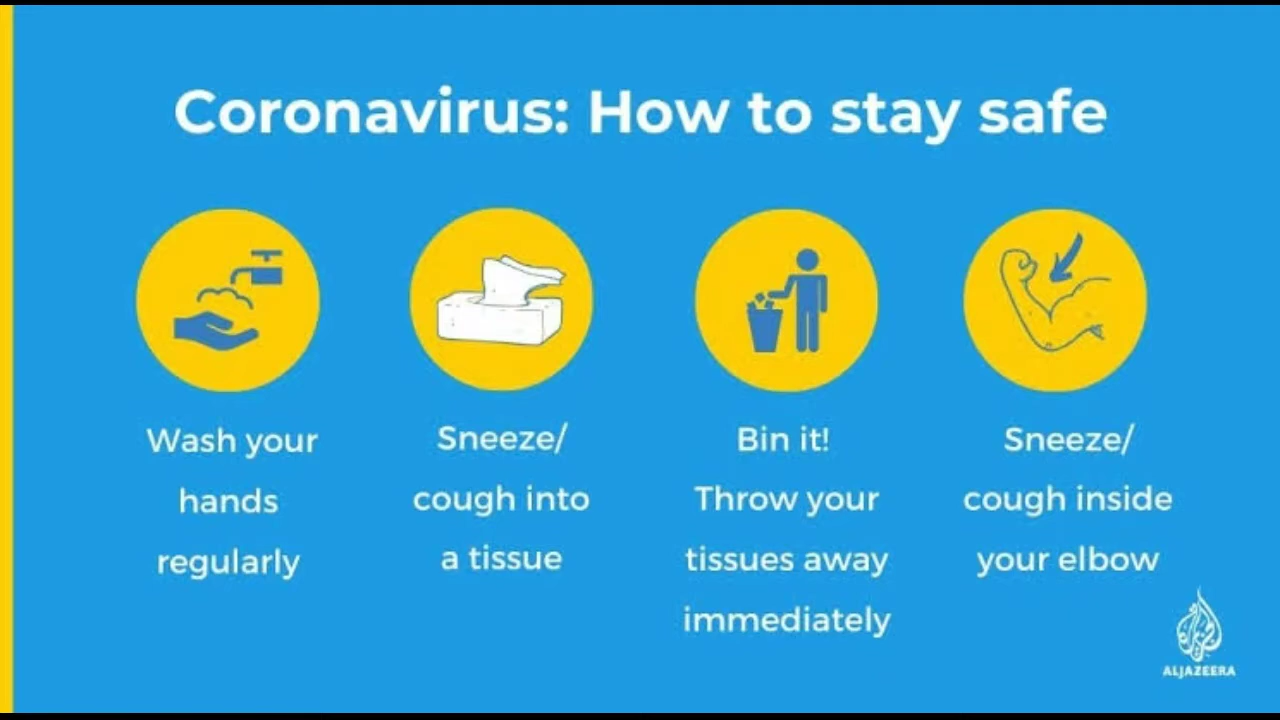 Coronavirus: How to stay safe
Wash your
hands
regularly
Sneeze/
cough into
a tissue
Bin it!
Throw your
tissues away
immediately
Sneeze/
cough inside
your elbow
ALJAZEERA